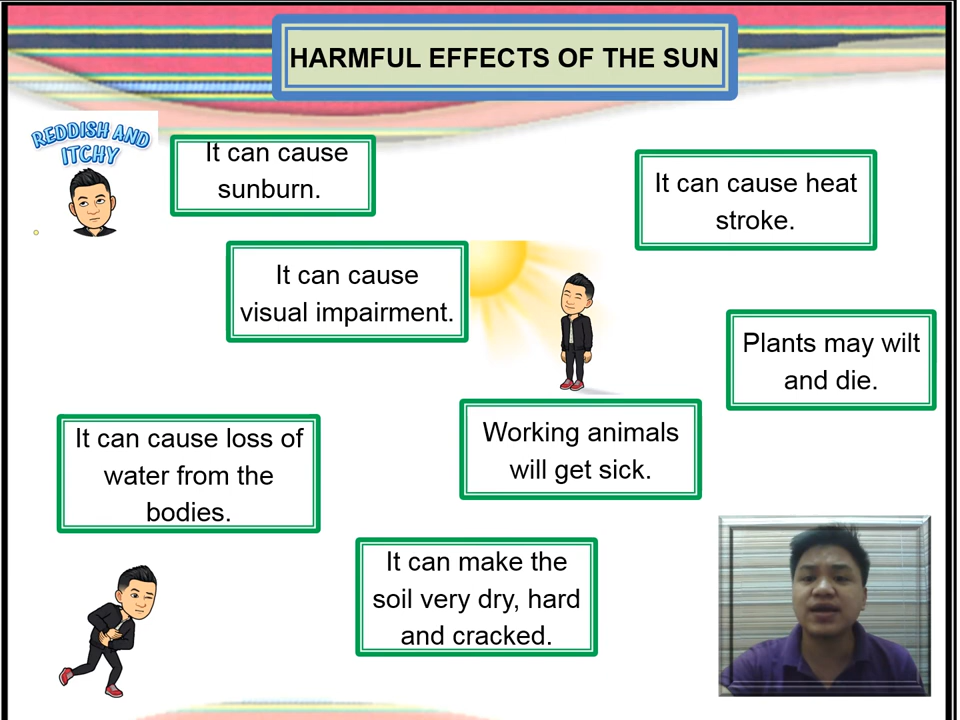 HARMFUL EFFECTS OF THE SUN
REDDISH AND
ITCHY
It can cause
sunburn.
It can cause heat
stroke.
It can cause
visual impairment.
Plants may wilt
and die.
It can cause loss of
water from the
bodies.
Working animals
will get sick.
It can make the
soil very dry, hard
and cracked.